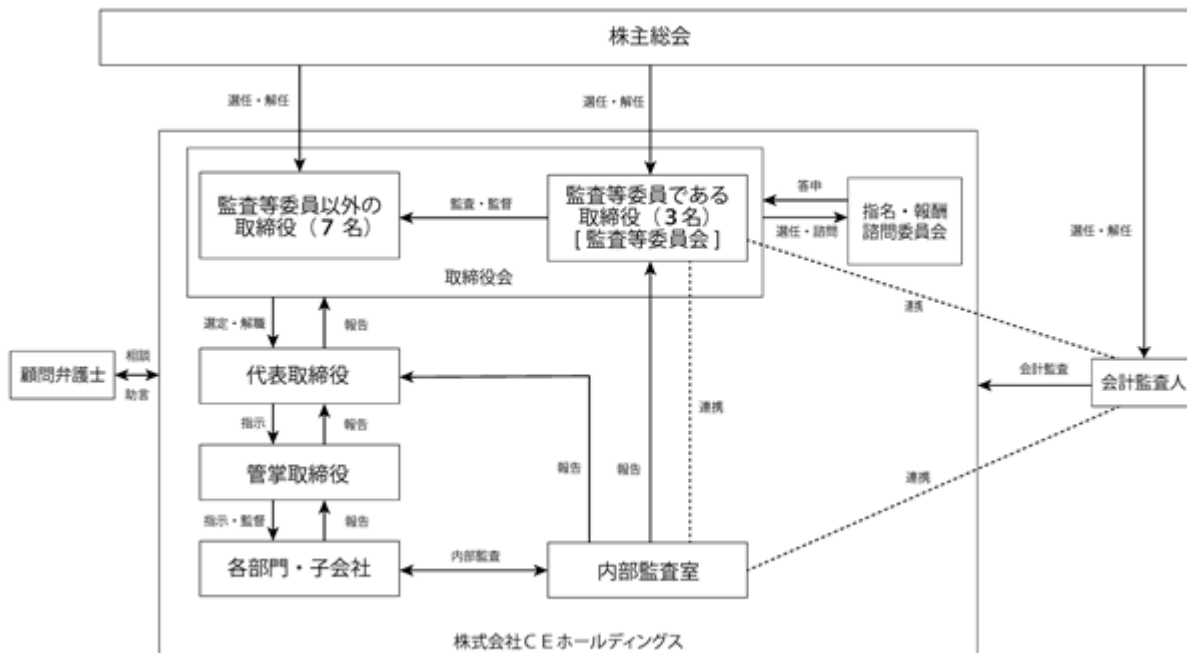 株主総会
選任・解任
選任・解任
選任・解任
監査等委員以外の
取締役（7 名）
監査・監督
監査等委員である
取締役（3 名）
[ 監査等委員会 ]
答申
選任・諮問
指名・報酬
諮問委員会
取締役会
選定・解職
報告
連携
顧問弁護士
相談
助言
代表取締役
会計監査
会計監査人
指示
報告
連携
管掌取締役
報告
報告
連携
指示・監督
報告
各部門・子会社
内部監査
内部監査室
株式会社ＣＥホールディングス